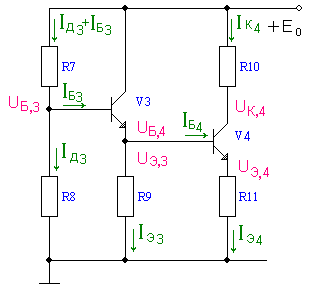 IД3+IБ3
IК4
+E0
R7
R10
IБ3
V3
UК,4
UБ,3
IБ4
UБ,4
V4
IД3
UЭ,3
UЭ,4
R8
R9
R11
IЭ3
IЭ4